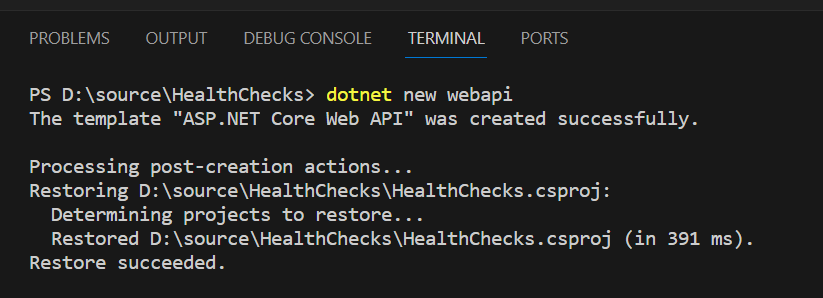 PROBLEMS OUTPUT DEBUG CONSOLE TERMINAL PORTS
PS D:\source\HealthChecks> dotnet new webapi
The template "ASP.NET Core Web API" was created successfully.
Processing post-creation actions...
Restoring D:\source\HealthChecks\HealthChecks.csproj:
  Determining projects to restore...
  Restored D:\source\HealthChecks\HealthChecks.csproj (in 391 ms).
Restore succeeded.